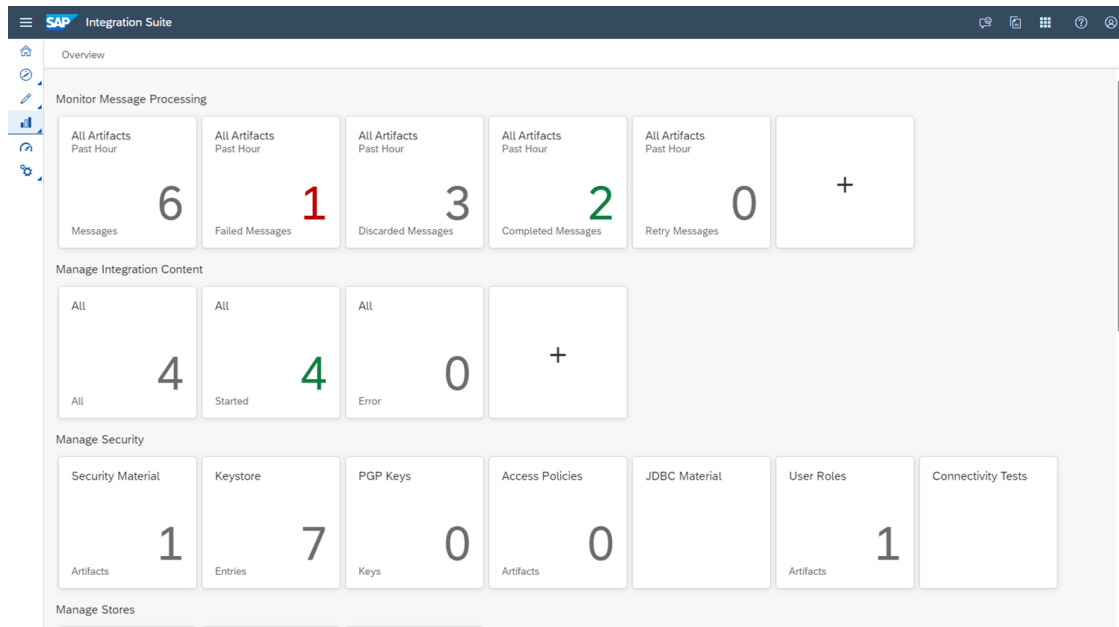 SAP Integration Suite
Overview
Monitor Message Processing
All Artifacts
Past Hour
6
Messages
All Artifacts
Past Hour
1
Failed Messages
All Artifacts
Past Hour
3
Discarded Messages
All Artifacts
Past Hour
2
Completed Messages
All Artifacts
Past Hour
0
Retry Messages
+
Manage Integration Content
All
4
All
All
4
Started
All
0
Error
+
Manage Security
Security Material
1
Artifacts
Keystore
7
Entries
PGP Keys
0
Keys
Access Policies
0
Artifacts
JDBC Material
User Roles
1
Artifacts
Connectivity Tests
Manage Stores